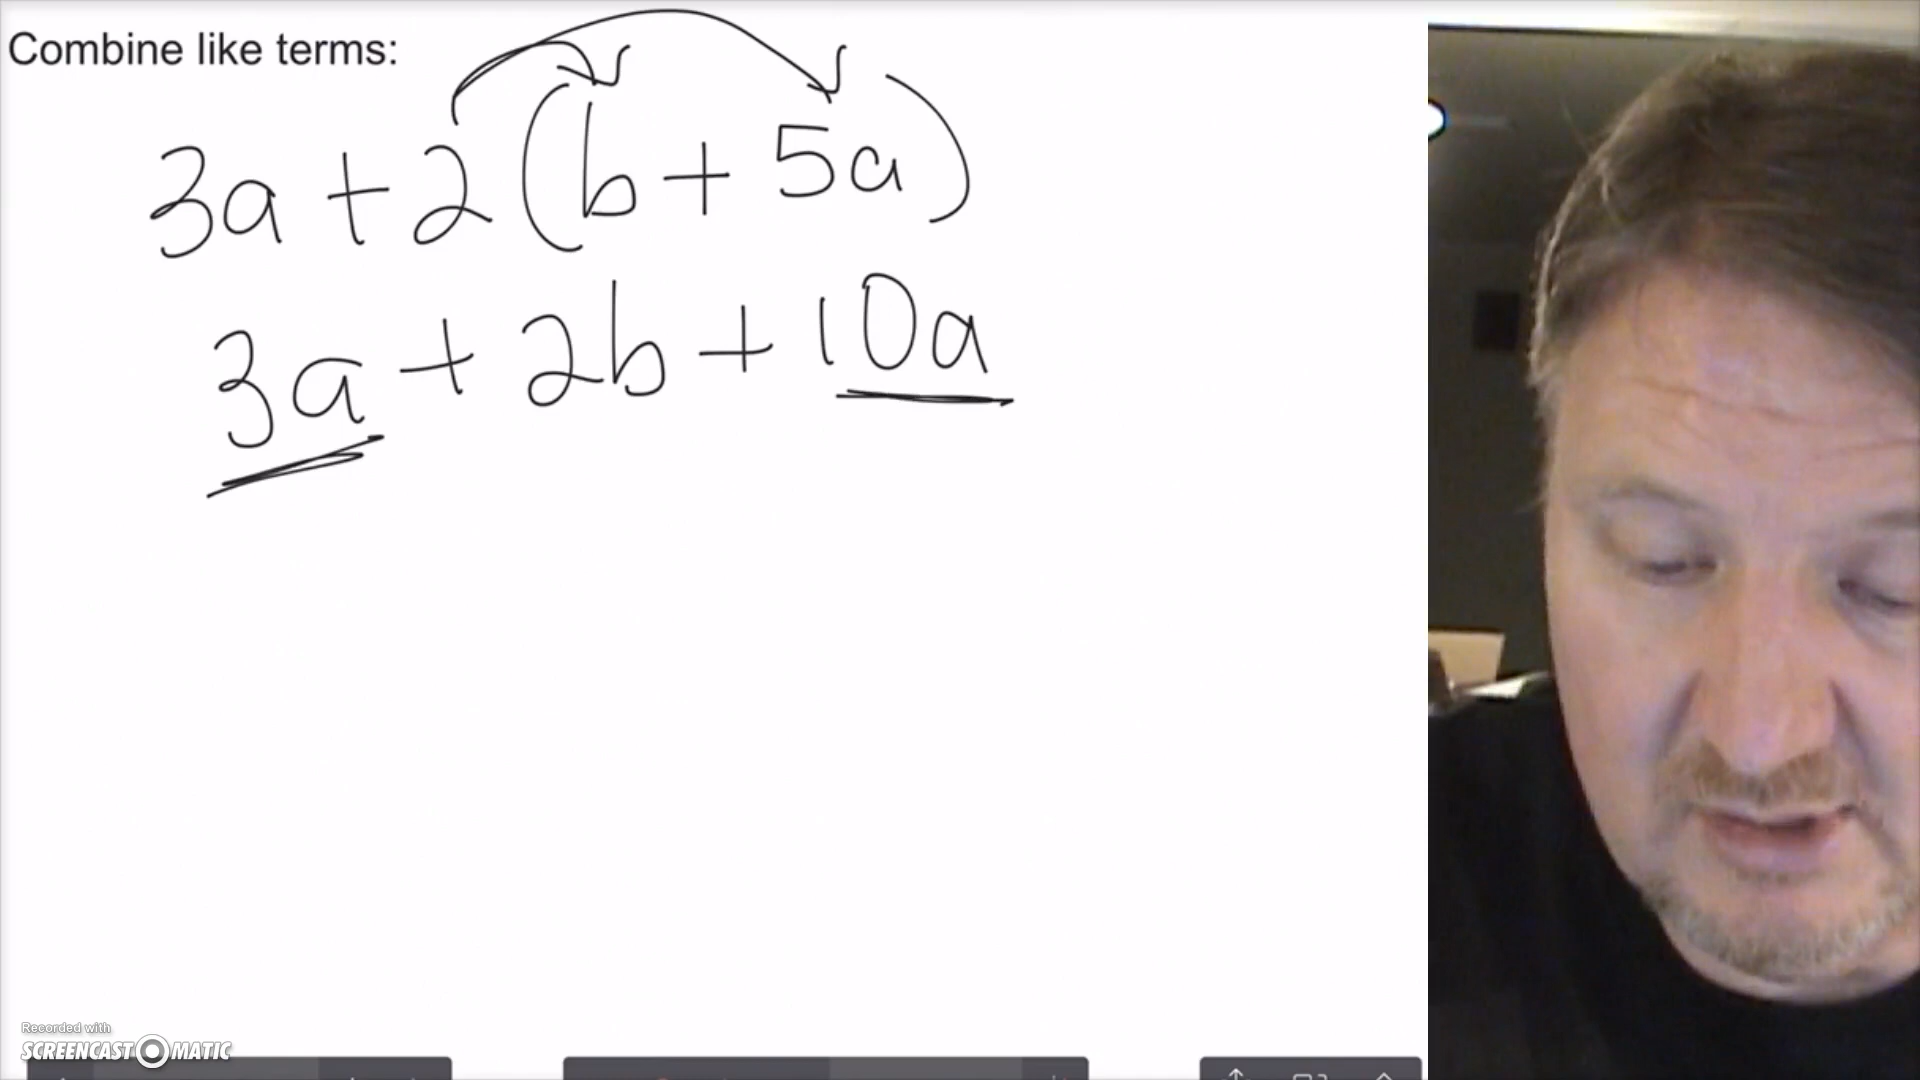 Combine like terms:
3a + 2(b + 5a)
3a + 2b + 10a
Recorded with
SCREENCAST-O-MATIC